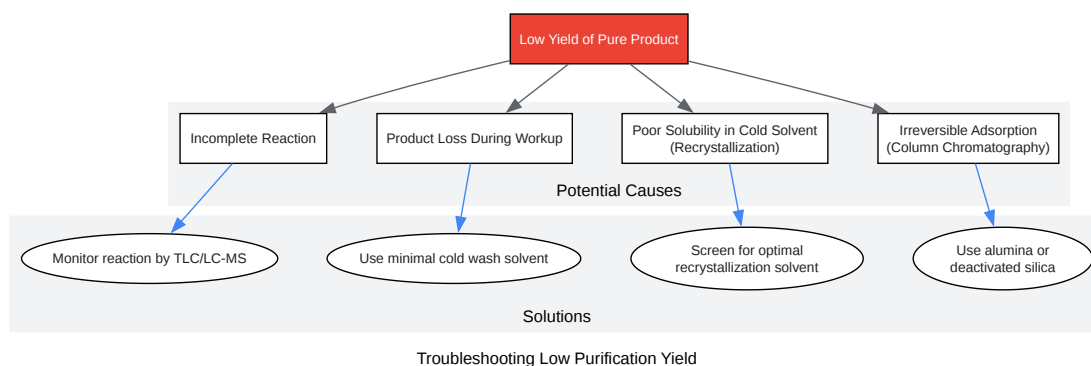 Low Yield of Pure Product
Incomplete Reaction
Product Loss During Workup
Poor Solubility in Cold Solvent
(Recrystallization)
Irreversible Adsorption
(Column Chromatography)
Potential Causes
Monitor reaction by TLC/LC-MS
Use minimal cold wash solvent
Screen for optimal
recrystallization solvent
Use alumina or
deactivated silica
Solutions
Troubleshooting Low Purification Yield